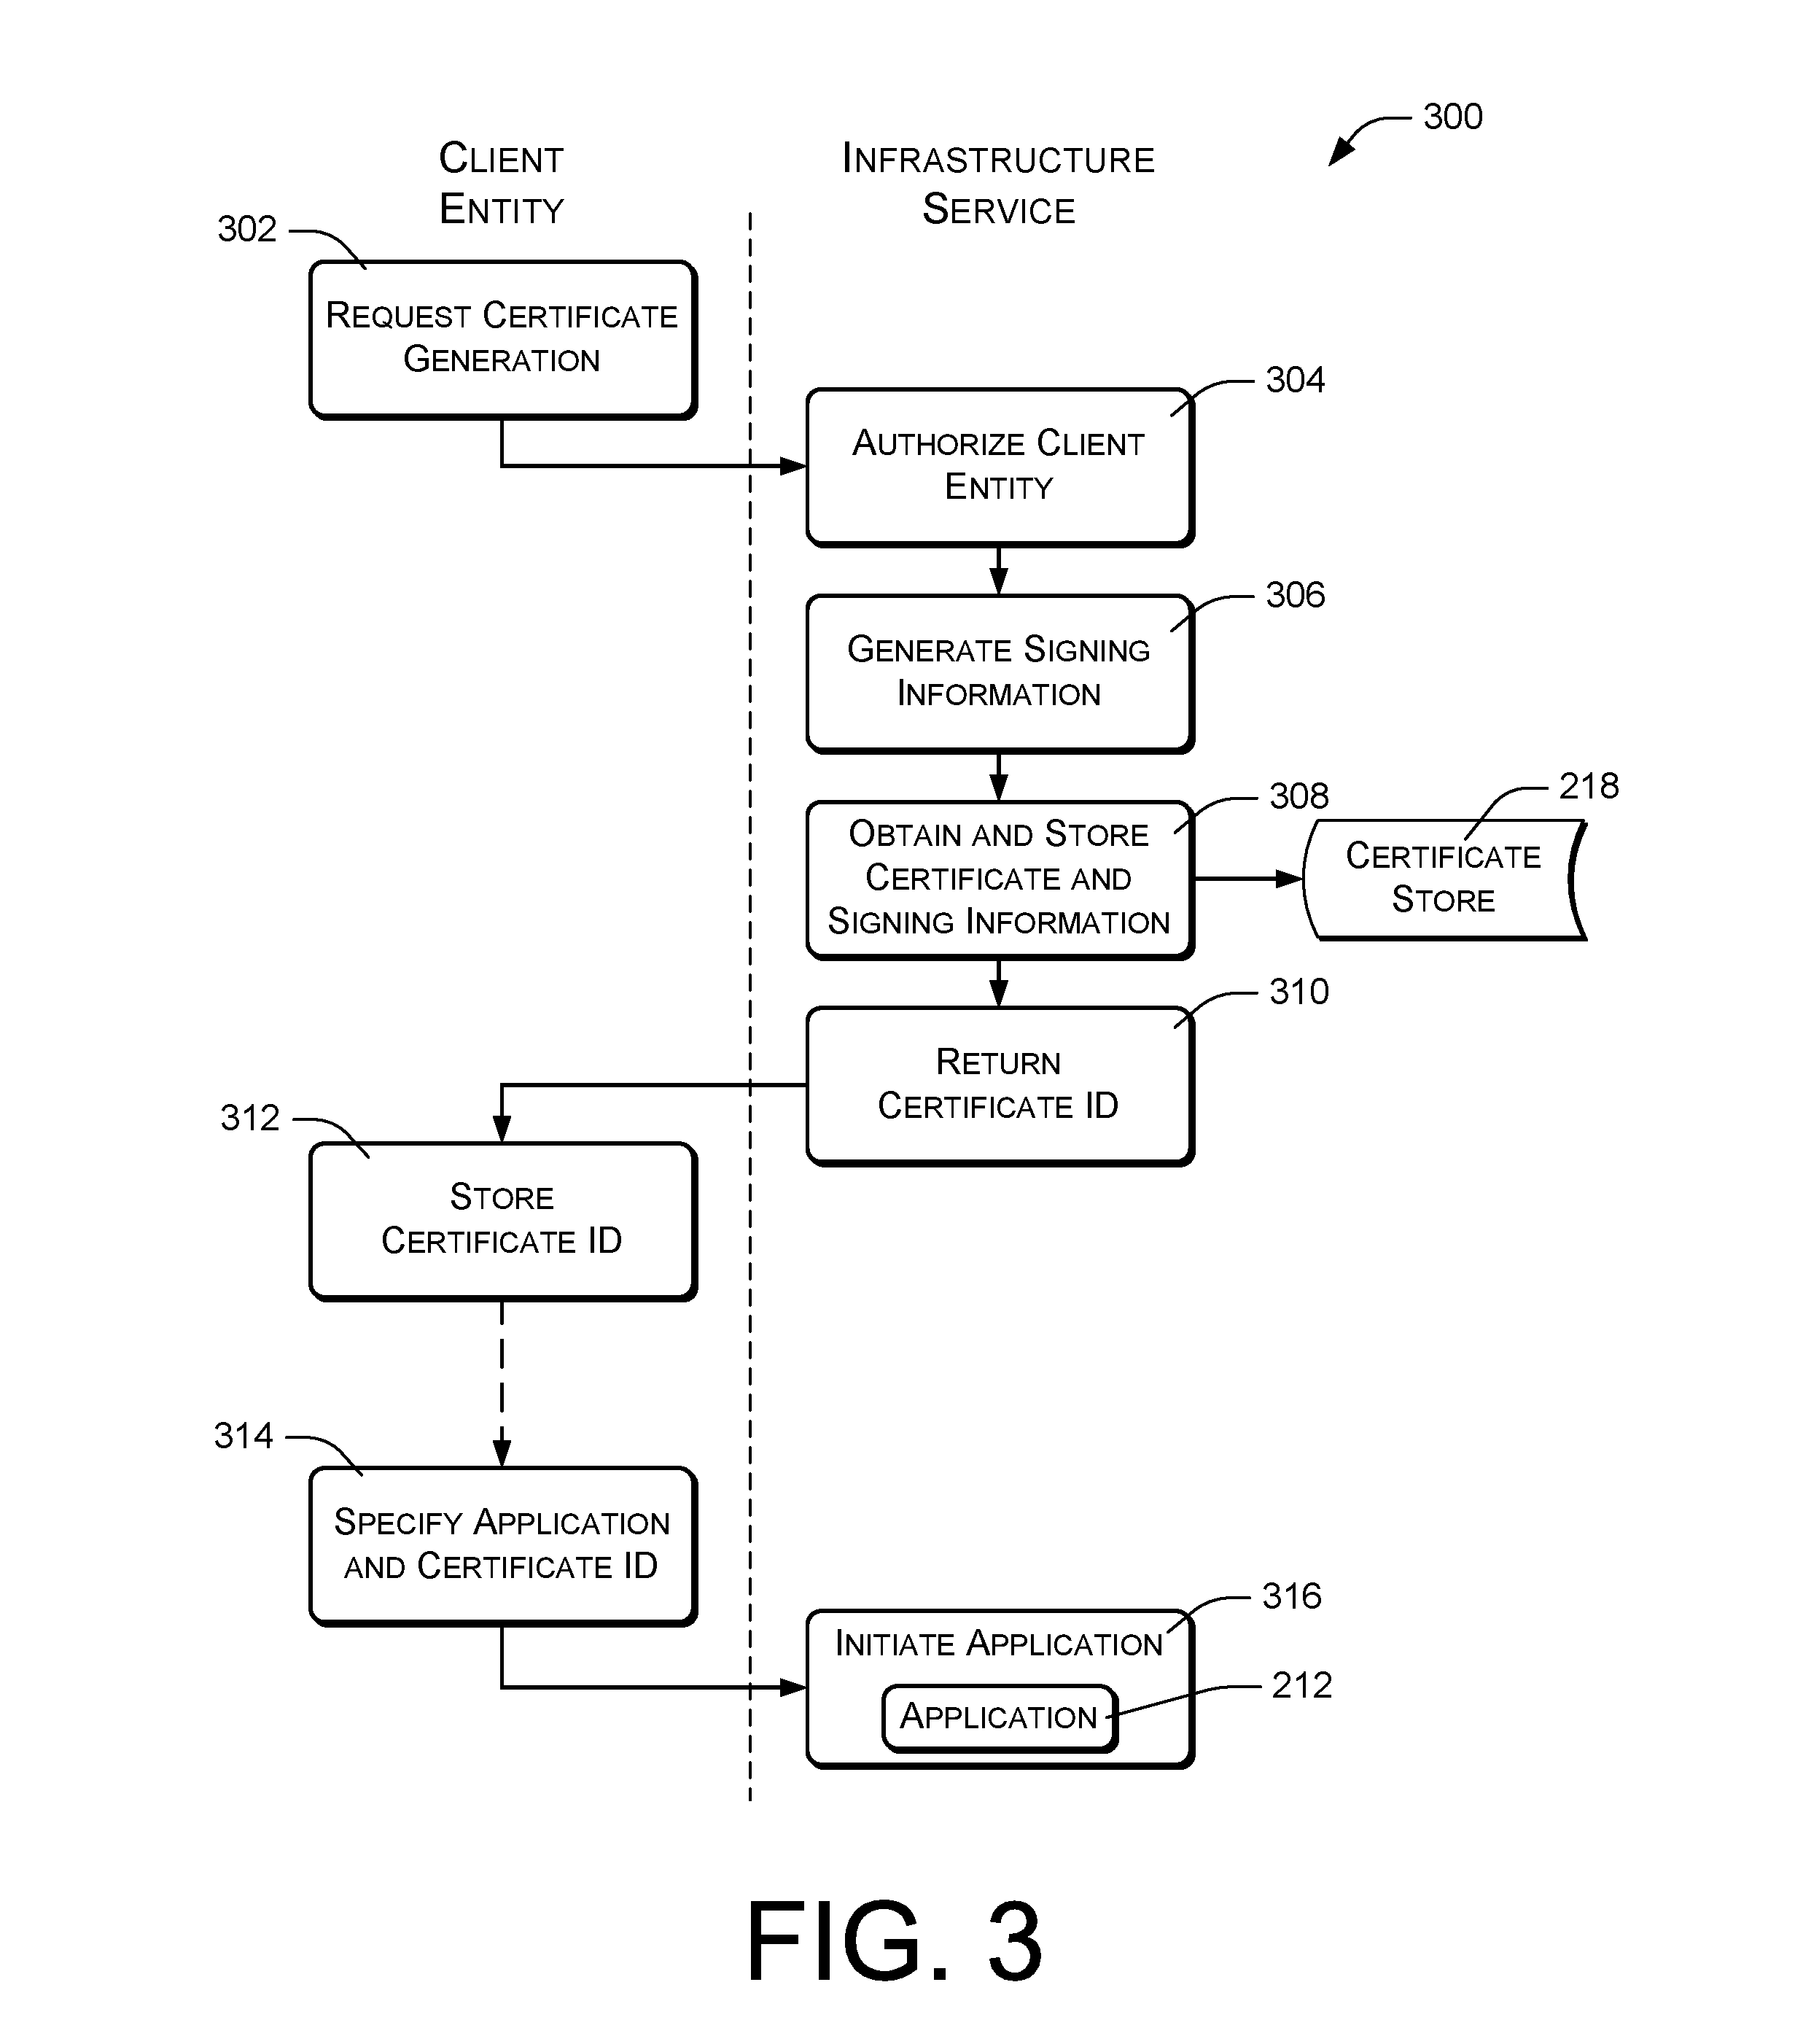 300
CLIENT
ENTITY
INFRASTRUCTURE
SERVICE
302
REQUEST CERTIFICATE
GENERATION
304
AUTHORIZE CLIENT
ENTITY
306
GENERATE SIGNING
INFORMATION
308
OBTAIN AND STORE
CERTIFICATE AND
SIGNING INFORMATION
218
CERTIFICATE
STORE
310
RETURN
CERTIFICATE ID
312
STORE
CERTIFICATE ID
314
SPECIFY APPLICATION
AND CERTIFICATE ID
316
INITIATE APPLICATION
212
APPLICATION
FIG. 3